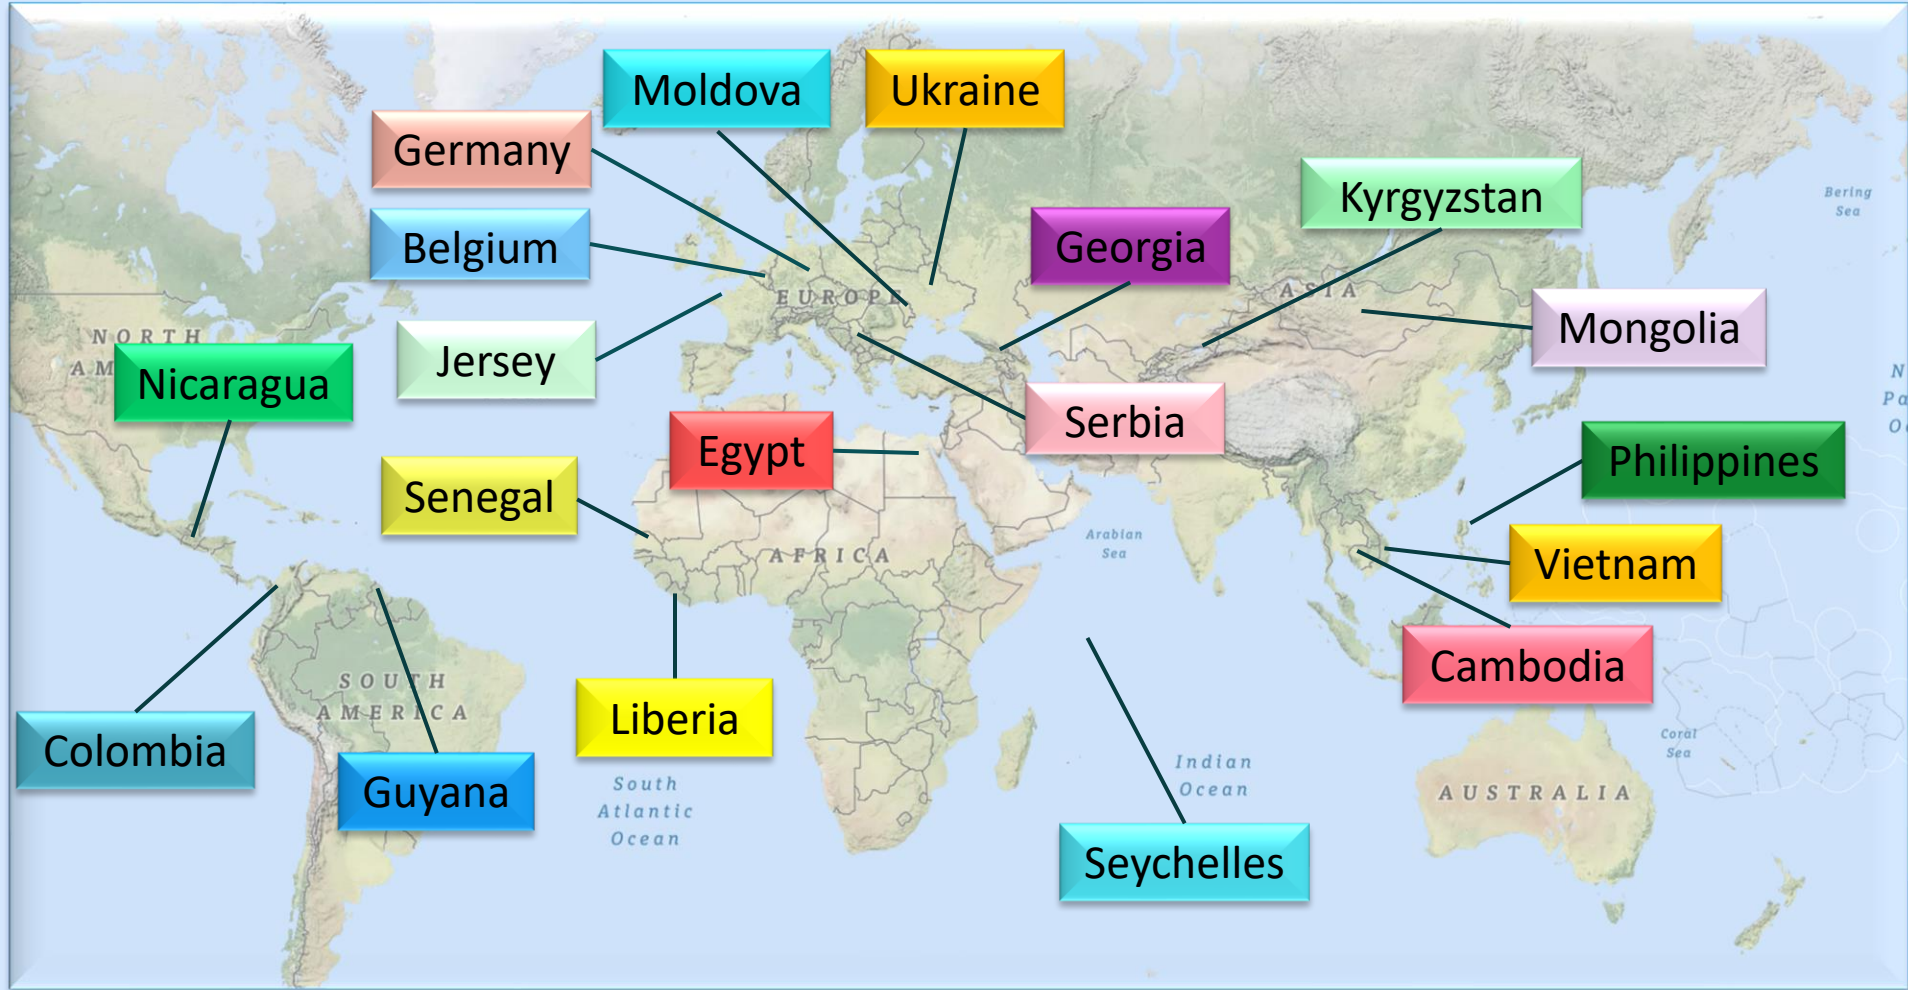 Moldova
Ukraine
Germany
Kyrgyzstan
Bering
Sea
Belgium
Georgia
EUROPE
ASIA
Mongolia
NORTH
AM
Jersey
Nicaragua
N
Pa
Serbia
Egypt
Philippines
Senegal
Arabian
Sea
AFRICA
Vietnam
Cambodia
SOUTH
AMERICA
Liberia
Colombia
Coral
Sea
Guyana
South
Atlantic
Ocean
Indian
Ocean
AUSTRALIA
Seychelles